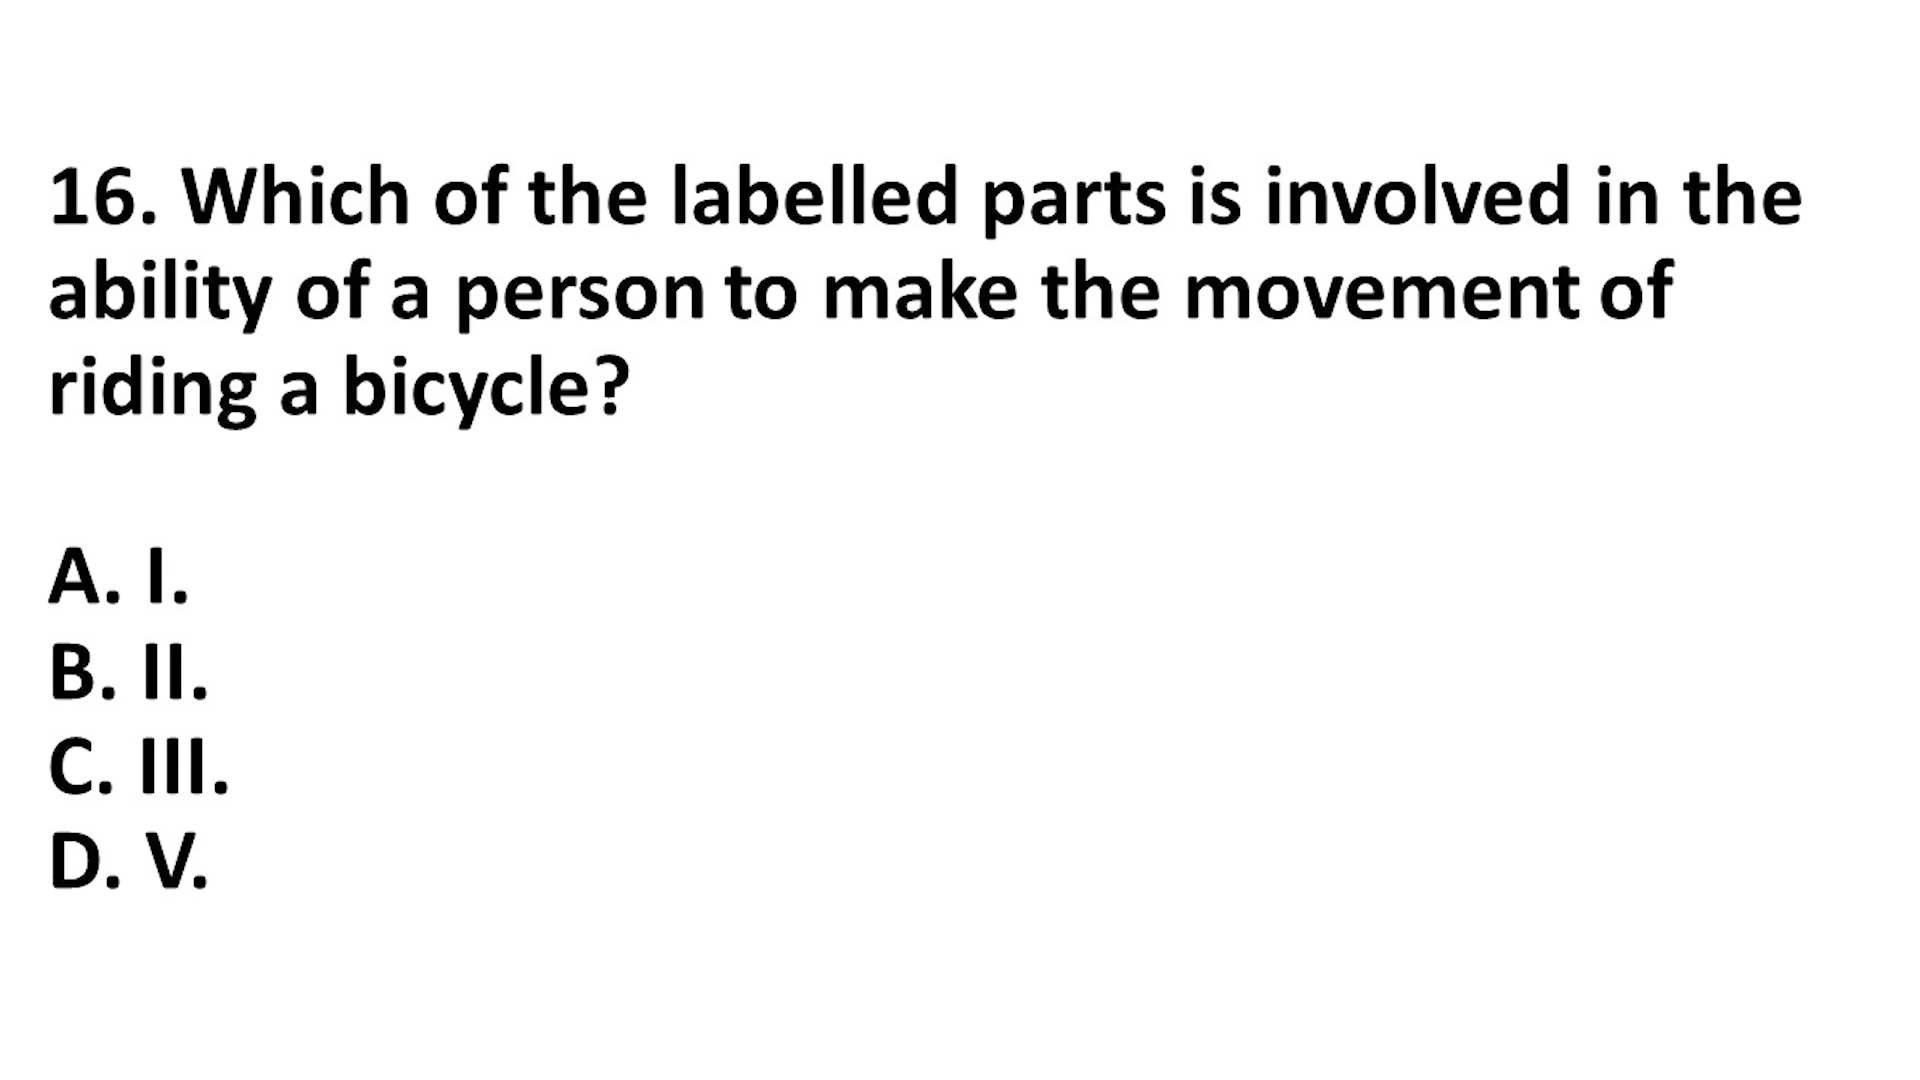 16. Which of the labelled parts is involved in the
ability of a person to make the movement of
riding a bicycle?
A. I.
B. II.
C. III.
D. V.